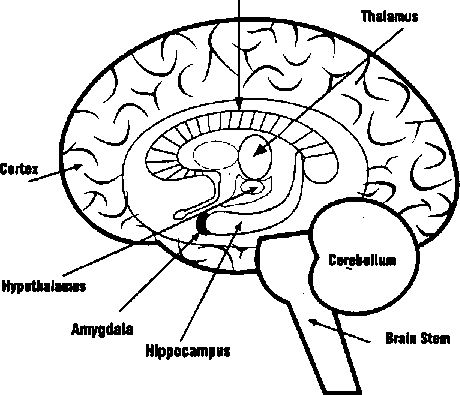 Thalamus
Cortex
Cerebellum
Hypothalamus
Amygdala
Hippocampus
Brain Stem